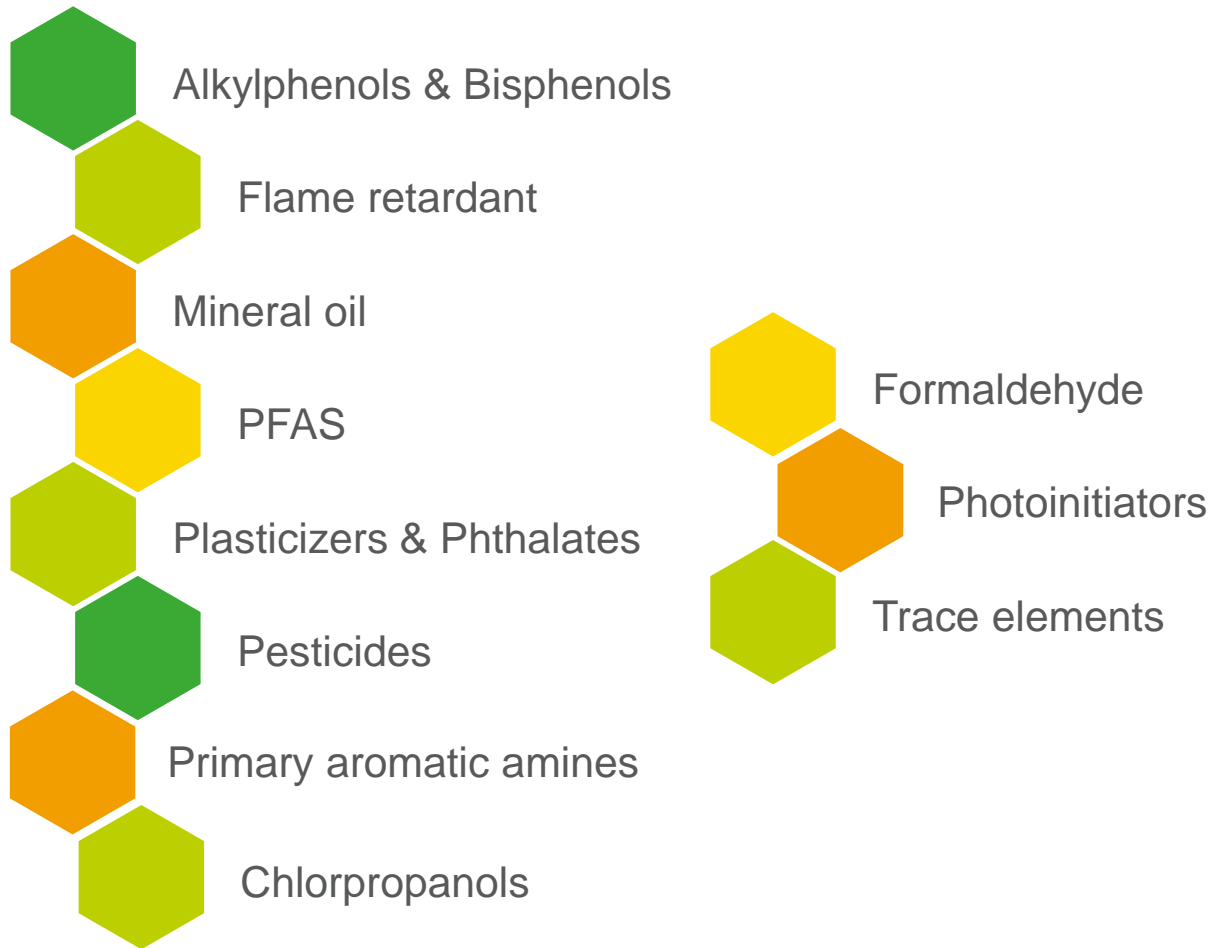 Alkylphenols & Bisphenols
Flame retardant
Mineral oil
PFAS
Plasticizers & Phthalates
Pesticides
Primary aromatic amines
Chlorpropanols
Formaldehyde
Photoinitiators
Trace elements